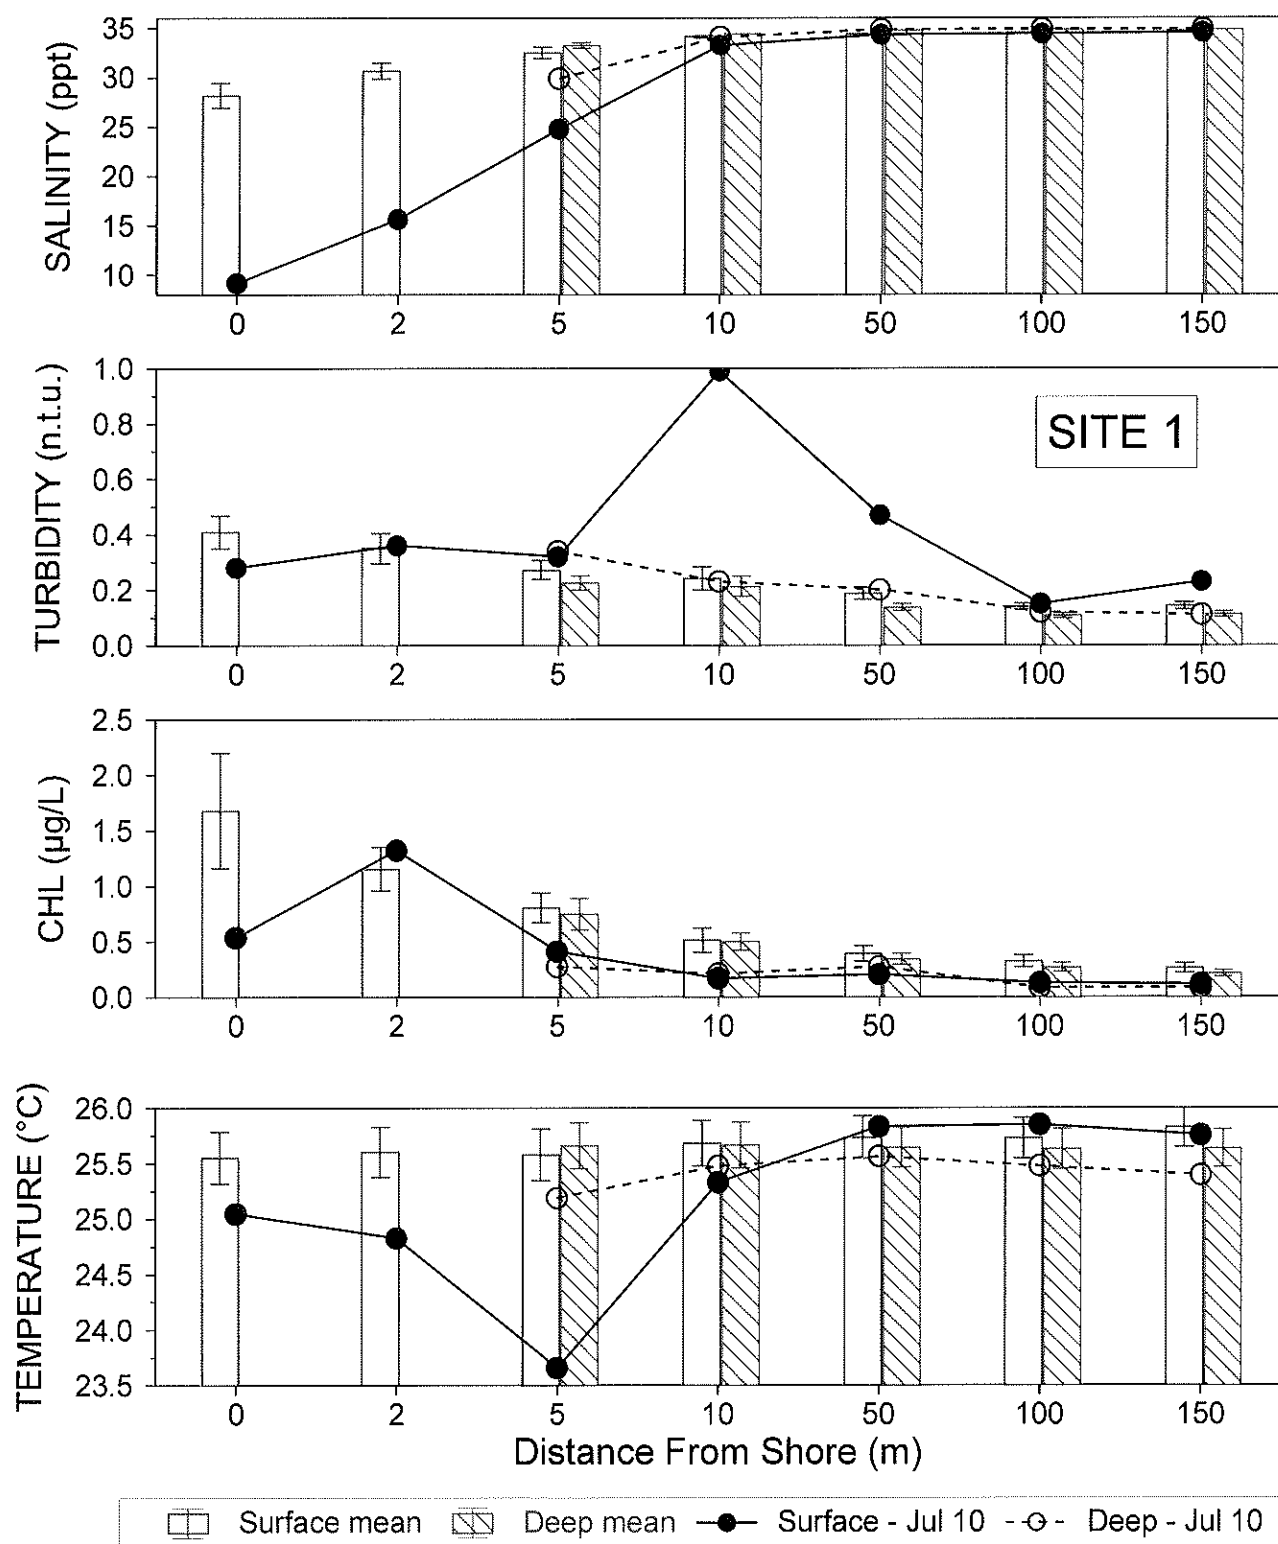 SALINITY (ppt)
35
30
25
20
15
10
0 2 5 10 50 100 150
TURBIDITY (n.t.u.)
1.0
0.8
0.6
0.4
0.2
0.0
SITE 1
0 2 5 10 50 100 150
CHL (µg/L)
2.5
2.0
1.5
1.0
0.5
0.0
0 2 5 10 50 100 150
TEMPERATURE (°C)
26.0
25.5
25.0
24.5
24.0
23.5
0 2 5 10 50 100 150
Distance From Shore (m)
Surface mean Deep mean Surface - Jul 10 Deep - Jul 10